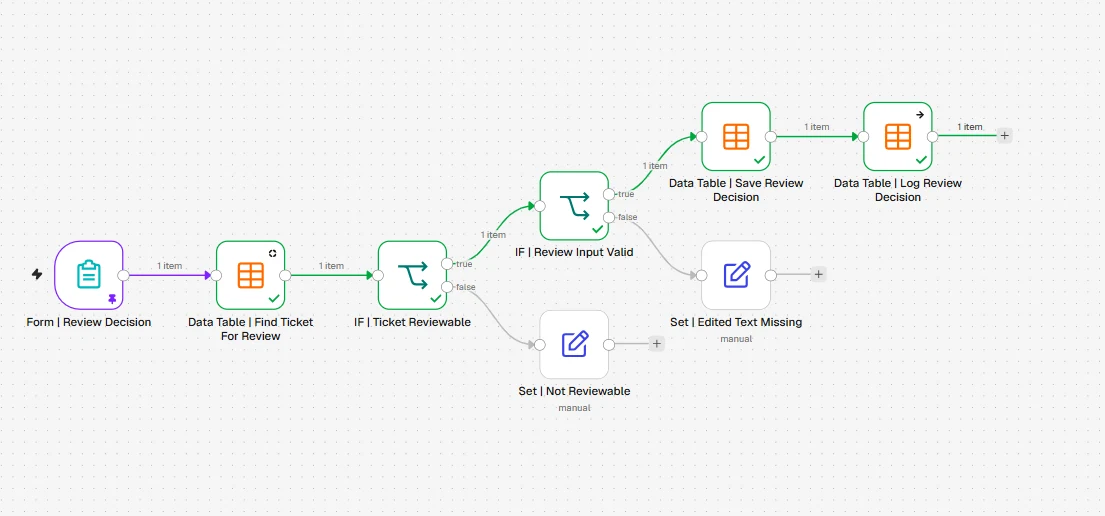 1 item
1 item
Data Table | Save Review
Decision
Data Table | Log Review
Decision
1 item
true
false
IF | Review Input Valid
1 item
1 item
1 item
true
false
Form | Review Decision
Data Table | Find Ticket
For Review
IF | Ticket Reviewable
Set | Edited Text Missing
manual
Set | Not Reviewable
manual